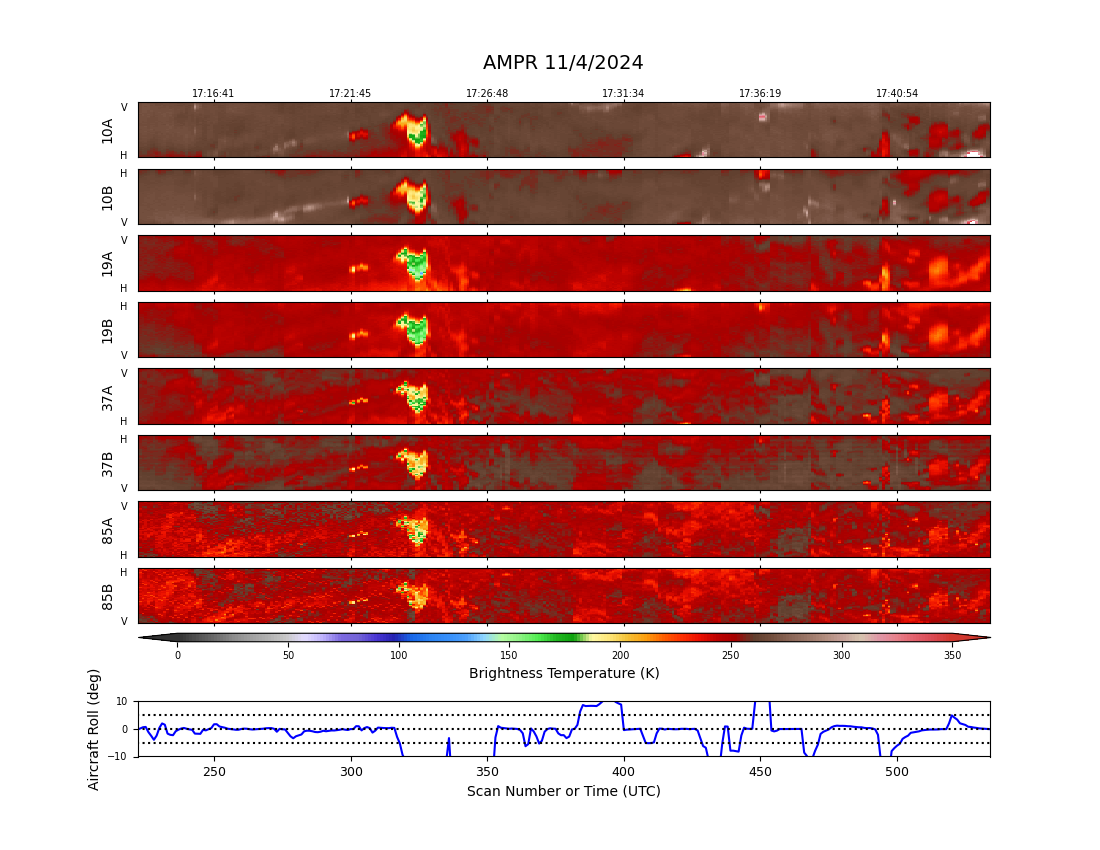 AMPR 11/4/2024
17:16:41 17:21:45 17:26:48 17:31:34 17:36:19 17:40:54
V
10A
H
H
10B
V
V
19A
H
H
19B
V
V
37A
H
H
37B
V
V
85A
H
H
85B
V
0 50 100 150 200 250 300 350
Brightness Temperature (K)
Aircraft Roll (deg)
10
0
−10
250 300 350 400 450 500
Scan Number or Time (UTC)